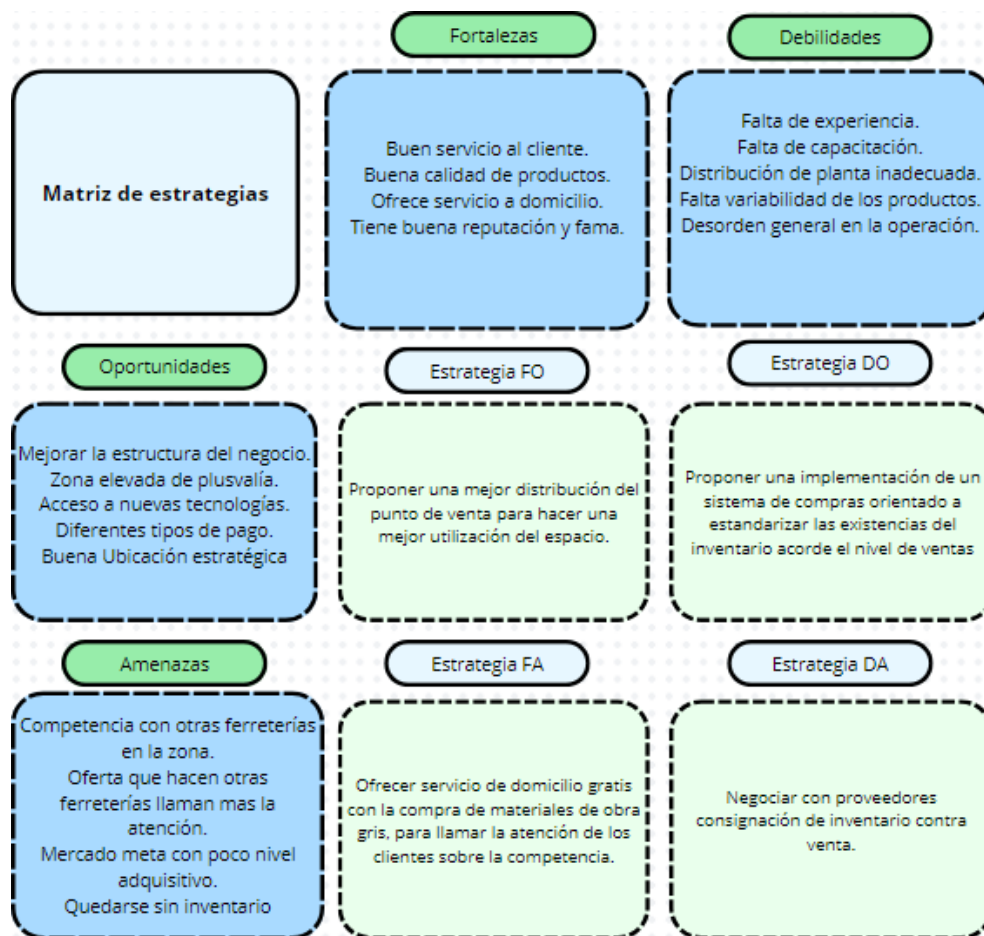 Fortalezas
Debilidades
Matriz de estrategias
Buen servicio al cliente.
Buena calidad de productos.
Ofrece servicio a domicilio.
Tiene buena reputación y fama.
Falta de experiencia.
Falta de capacitación.
Distribución de planta inadecuada.
Falta variabilidad de los productos.
Desorden general en la operación.
Oportunidades
Estrategia FO
Estrategia DO
Mejorar la estructura del negocio.
Zona elevada de plusvalía.
Acceso a nuevas tecnologías.
Diferentes tipos de pago.
Buena Ubicación estratégica
Proponer una mejor distribución del
punto de venta para hacer una
mejor utilización del espacio.
Proponer una implementación de un
sistema de compras orientado a
estandarizar las existencias del
inventario acorde el nivel de ventas
Amenazas
Estrategia FA
Estrategia DA
Competencia con otras ferreterías
en la zona.
Oferta que hacen otras
ferreterías llaman mas la
atención.
Mercado meta con poco nivel
adquisitivo.
Quedarse sin inventario
Ofrecer servicio de domicilio gratis
con la compra de materiales de obra
gris, para llamar la atención de los
clientes sobre la competencia.
Negociar con proveedores
consignación de inventario contra
venta.